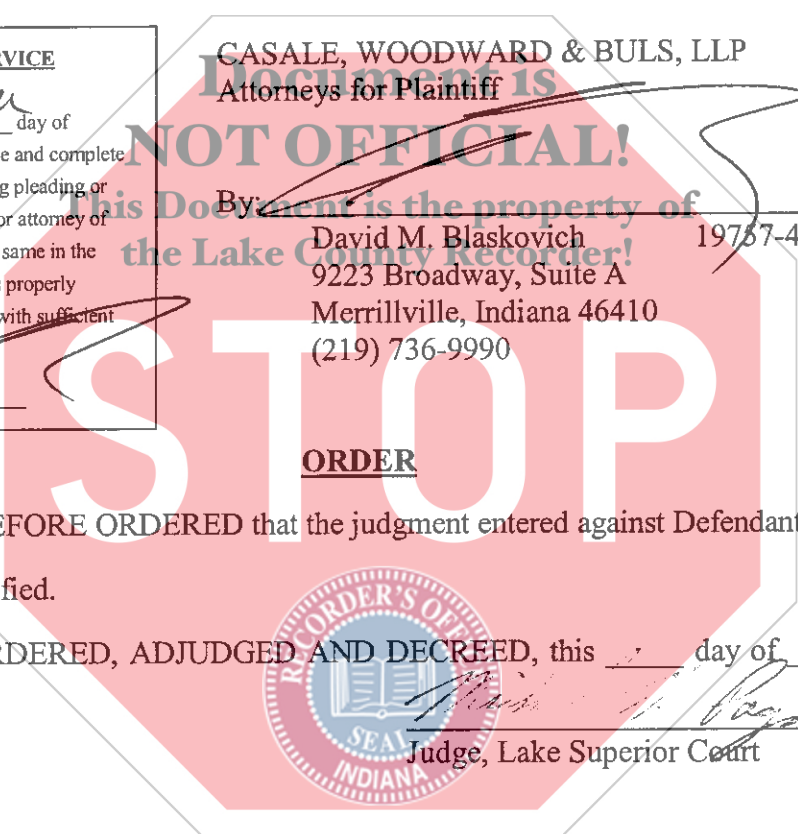 RVICE
day of
e and complete
g pleading or
or attorney of
same in the
properly
with sufficient
CASALE, WOODWARD & BULS, LLP
Attorneys for Plaintiff
By:
David M. Blaskovich 19757-4
9223 Broadway, Suite A
Merrillville, Indiana 46410
(219) 736-9990
Document is
NOT OFFICIAL!
This Document is the property of
the Lake County Recorder!
STOP
ORDER
EFORE ORDERED that the judgment entered against Defendant
fied.
RDERED, ADJUDGED AND DECREED, this day of
Judge, Lake Superior Court
RECORDER'S OFFICE
SEAL
INDIANA